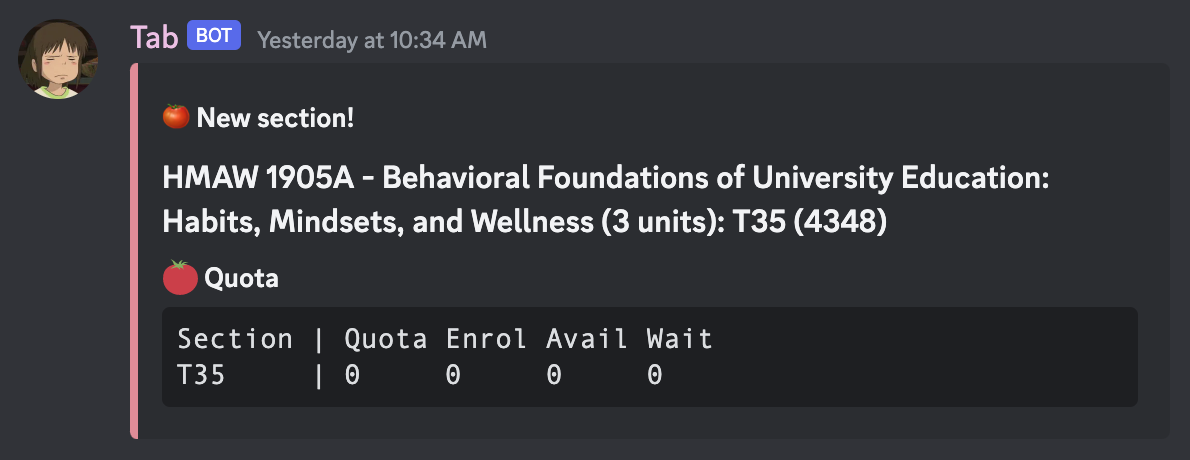 Tab BOT Yesterday at 10:34 AM
New section!
HMAW 1905A - Behavioral Foundations of University Education:
Habits, Mindsets, and Wellness (3 units): T35 (4348)
Quota
Section | Quota Enrol Avail Wait
T35 | 0 0 0 0